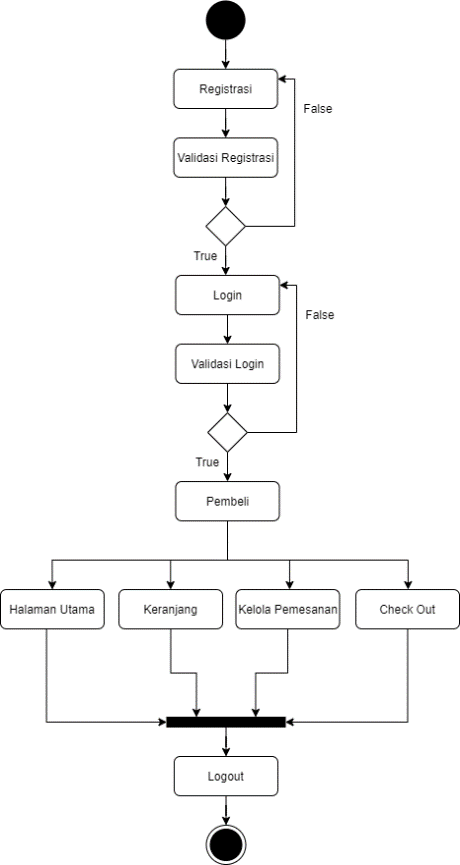 Registrasi
False
Validasi Registrasi
True
Login
False
Validasi Login
True
Pembeli
Halaman Utama
Keranjang
Kelola Pemesanan
Check Out
Logout